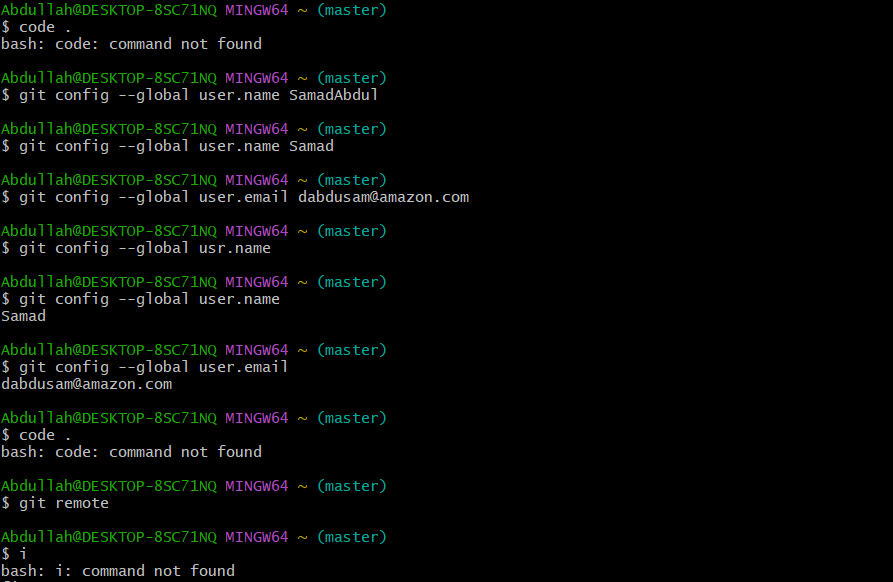 Abdullah@DESKTOP-8SC71NQ MINGW64 ~ (master)
$ code .
bash: code: command not found
Abdullah@DESKTOP-8SC71NQ MINGW64 ~ (master)
$ git config --global user.name SamadAbdul
Abdullah@DESKTOP-8SC71NQ MINGW64 ~ (master)
$ git config --global user.name Samad
Abdullah@DESKTOP-8SC71NQ MINGW64 ~ (master)
$ git config --global user.email dabdusam@amazon.com
Abdullah@DESKTOP-8SC71NQ MINGW64 ~ (master)
$ git config --global usr.name
Abdullah@DESKTOP-8SC71NQ MINGW64 ~ (master)
$ git config --global user.name
Samad
Abdullah@DESKTOP-8SC71NQ MINGW64 ~ (master)
$ git config --global user.email
dabdusam@amazon.com
Abdullah@DESKTOP-8SC71NQ MINGW64 ~ (master)
$ code .
bash: code: command not found
Abdullah@DESKTOP-8SC71NQ MINGW64 ~ (master)
$ git remote
Abdullah@DESKTOP-8SC71NQ MINGW64 ~ (master)
$ i
bash: i: command not found